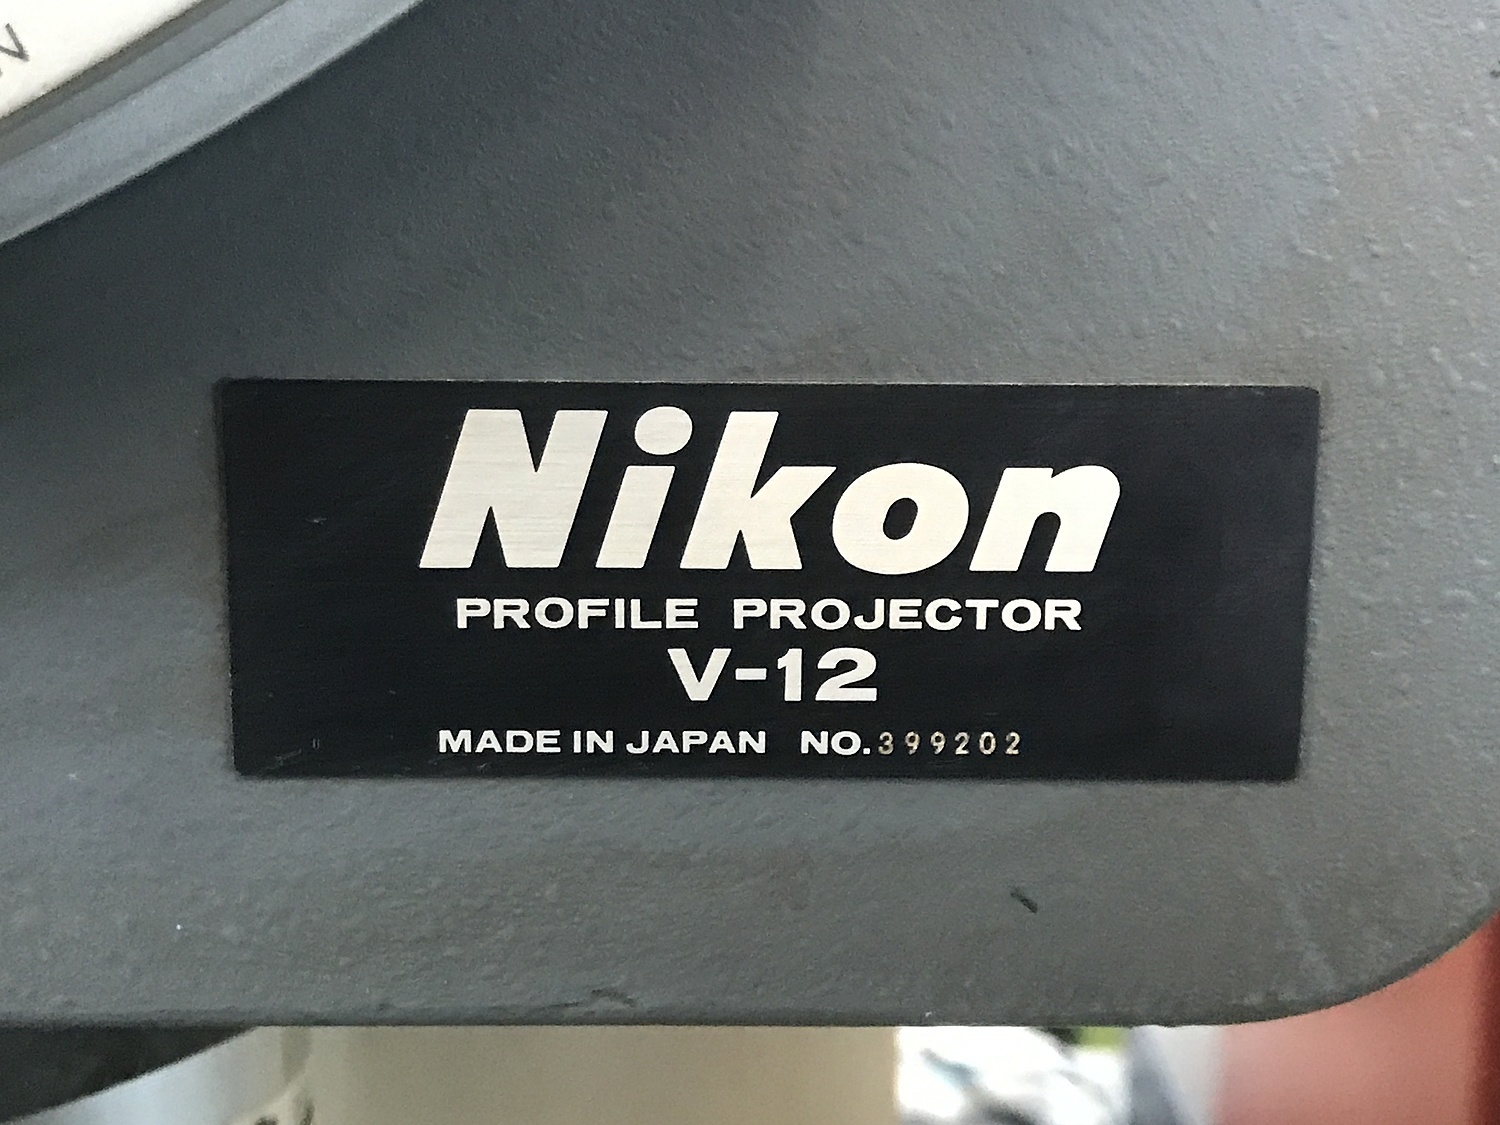 Nikon
PROFILE PROJECTOR
V-12
MADE IN JAPAN NO. 399202